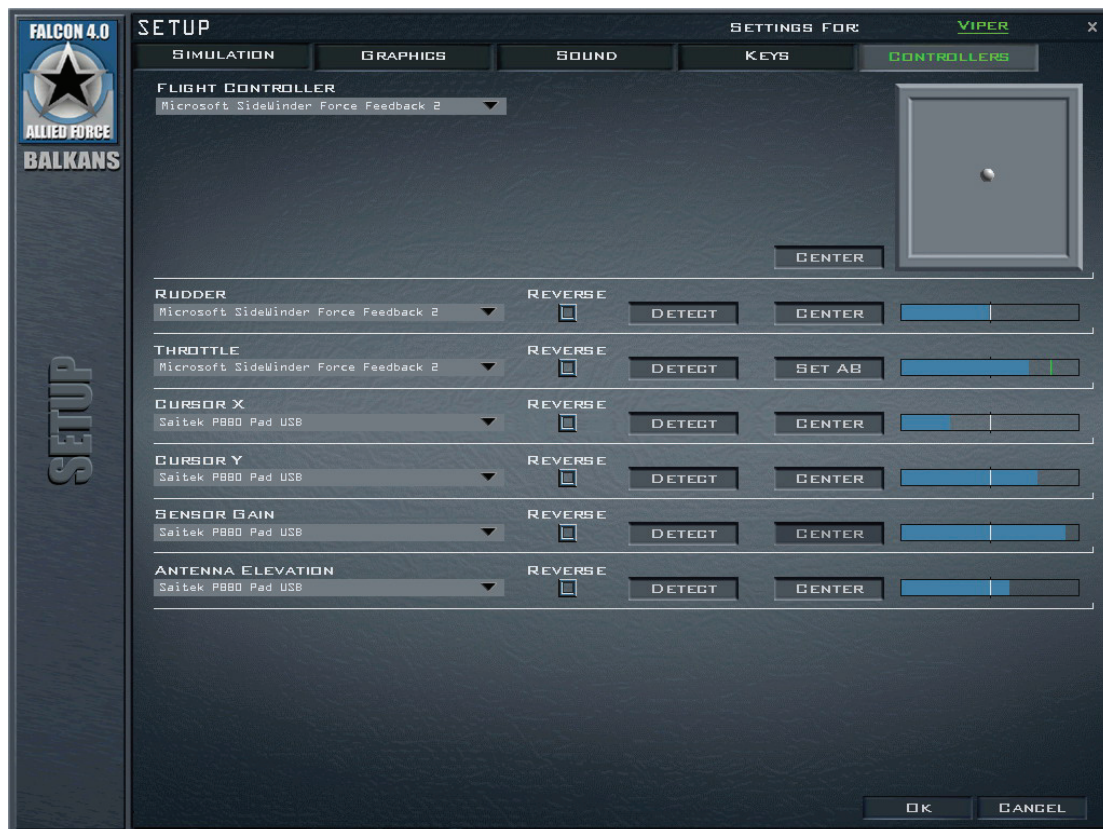 FALCON 4.0
ALLIED FORCE
BALKANS
SETUP
SETUP
SETTINGS FOR:
VIPER
X
SIMULATION
GRAPHICS
SOUND
KEYS
CONTROLLERS
FLIGHT CONTROLLER
Microsoft SideWinder Force Feedback 2
CENTER
RUDDER
REVERSE
Microsoft SideWinder Force Feedback 2
DETECT
CENTER
THROTTLE
REVERSE
Microsoft SideWinder Force Feedback 2
DETECT
SET AB
CURSOR X
REVERSE
Saitek P880 Pad USB
DETECT
CENTER
CURSOR Y
REVERSE
Saitek P880 Pad USB
DETECT
CENTER
SENSOR GAIN
REVERSE
Saitek P880 Pad USB
DETECT
CENTER
ANTENNA ELEVATION
REVERSE
Saitek P880 Pad USB
DETECT
CENTER
OK
CANCEL